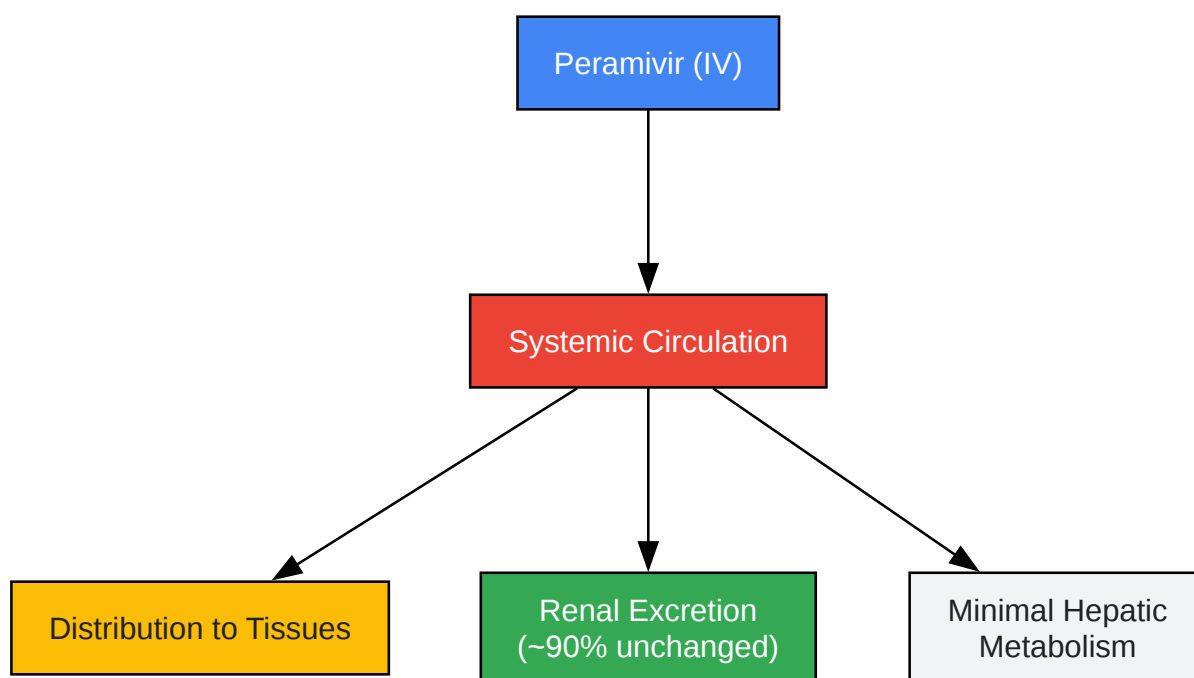 Peramivir (IV)
Systemic Circulation
Distribution to Tissues
Renal Excretion
(~90% unchanged)
Minimal Hepatic
Metabolism